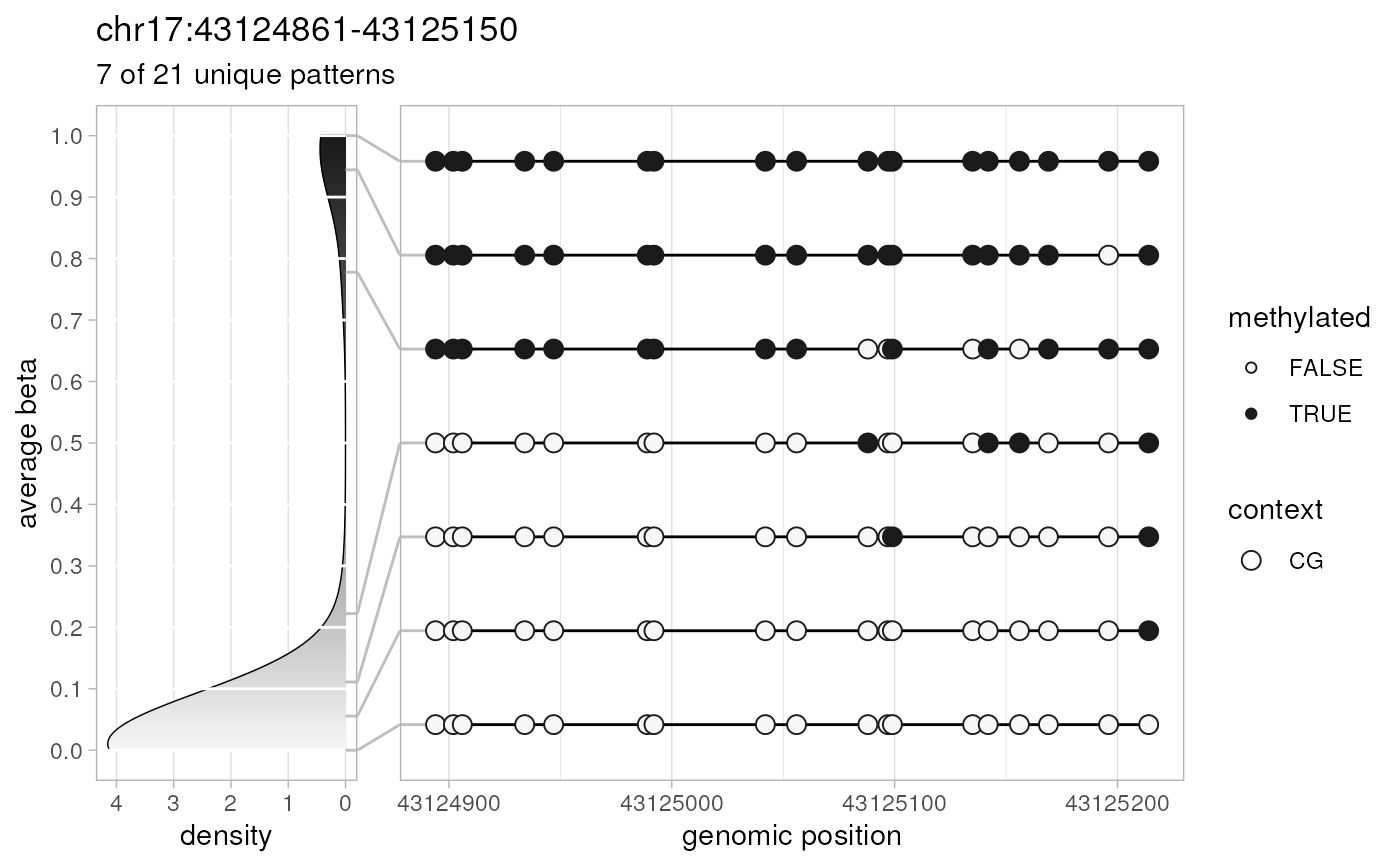 chr17:43124861-43125150
7 of 21 unique patterns
average beta
1.0
0.9
0.8
0.7
0.6
0.5
0.4
0.3
0.2
0.1
0.0
4 3 2 1 0
density
43124900 43125000 43125100 43125200
genomic position
methylated
FALSE
TRUE
context
CG